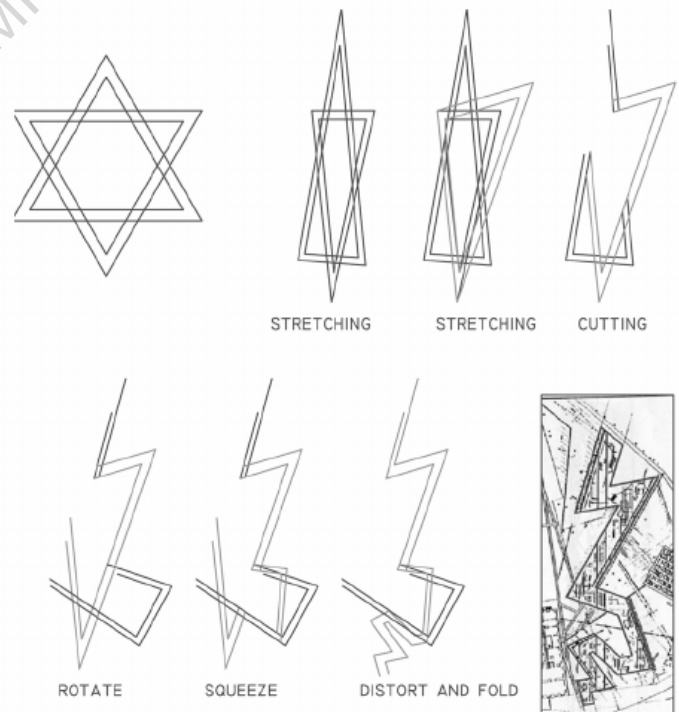 STRETCHING
STRETCHING
CUTTING
ROTATE
SQUEEZE
DISTORT AND FOLD